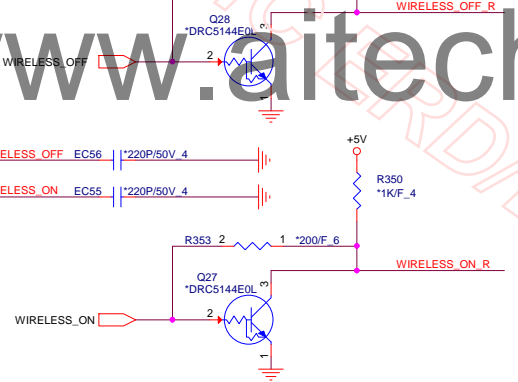 WIRELESS_OFF_R
Q28
*DRC5144E0L
3
2
1
WIRELESS_OFF
www.aitech
ELESS_OFF EC56 *220P/50V_4
ELESS_ON EC55 *220P/50V_4
+5V
R350
*1K/F_4
R353 2 1 *200/F_6
WIRELESS_ON_R
Q27
*DRC5144E0L
3
2
1
WIRELESS_ON